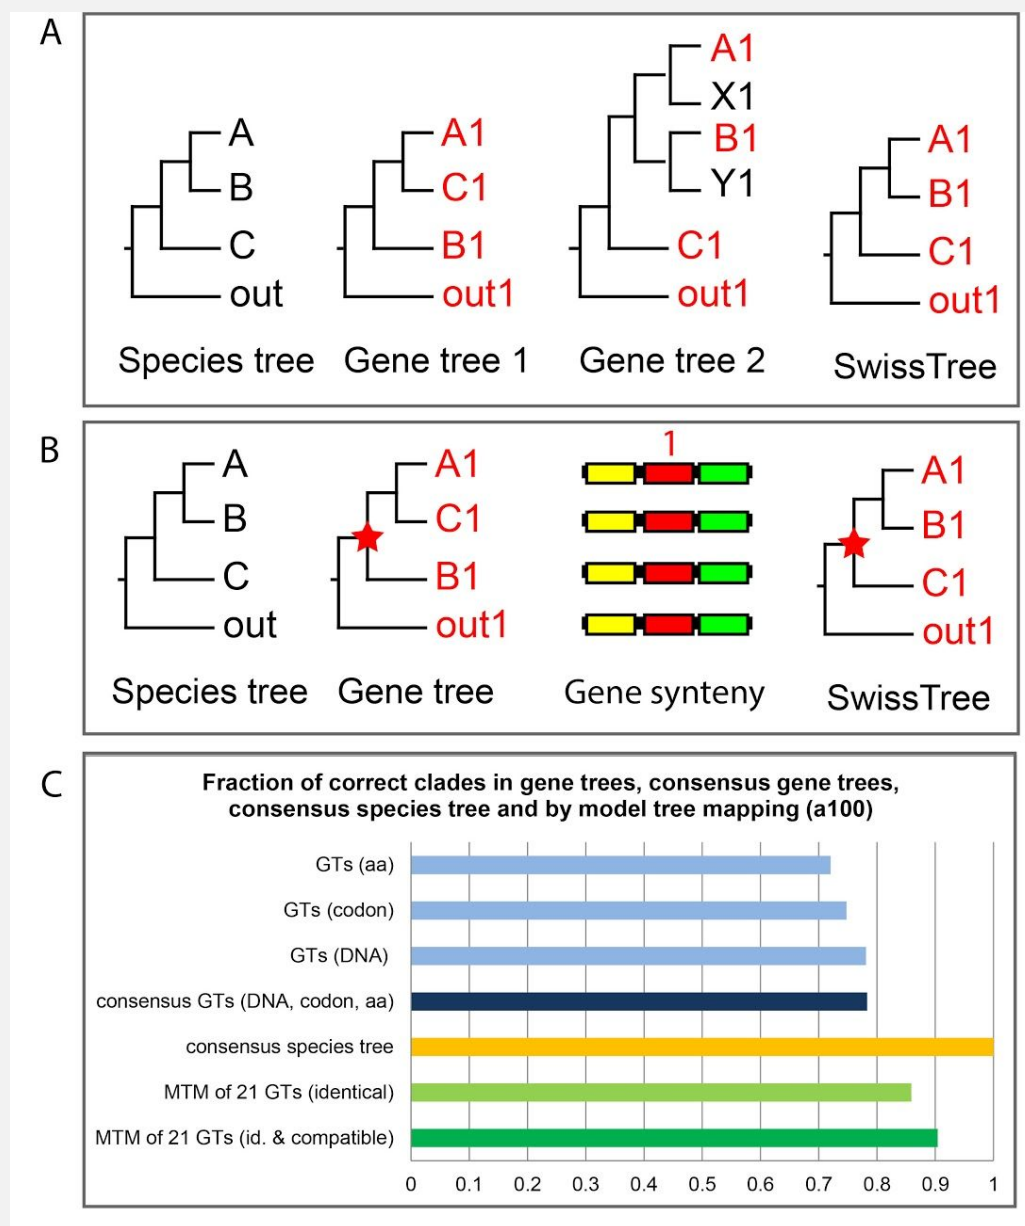 A
A
B
C
out
Species tree
A1
C1
B1
out1
Gene tree 1
A1
X1
B1
Y1
C1
out1
Gene tree 2
A1
B1
C1
out1
SwissTree
B
A
B
C
out
Species tree
A1
C1
B1
out1
Gene tree
1
Gene synteny
A1
B1
C1
out1
SwissTree
C
Fraction of correct clades in gene trees, consensus gene trees,
consensus species tree and by model tree mapping (a100)
GTs (aa)
GTs (codon)
GTs (DNA)
consensus GTs (DNA, codon, aa)
consensus species tree
MTM of 21 GTs (identical)
MTM of 21 GTs (id. & compatible)
0 0.1 0.2 0.3 0.4 0.5 0.6 0.7 0.8 0.9 1